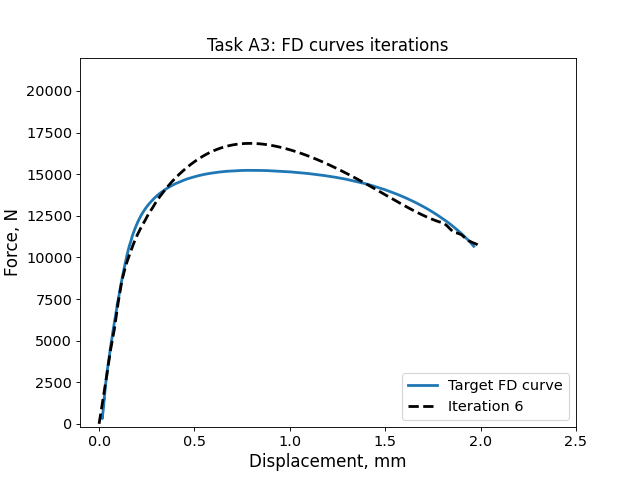 Task A3: FD curves iterations
20000
17500
15000
12500
10000
7500
5000
2500
0
Force, N
0.0 0.5 1.0 1.5 2.0 2.5
Displacement, mm
Target FD curve
Iteration 6